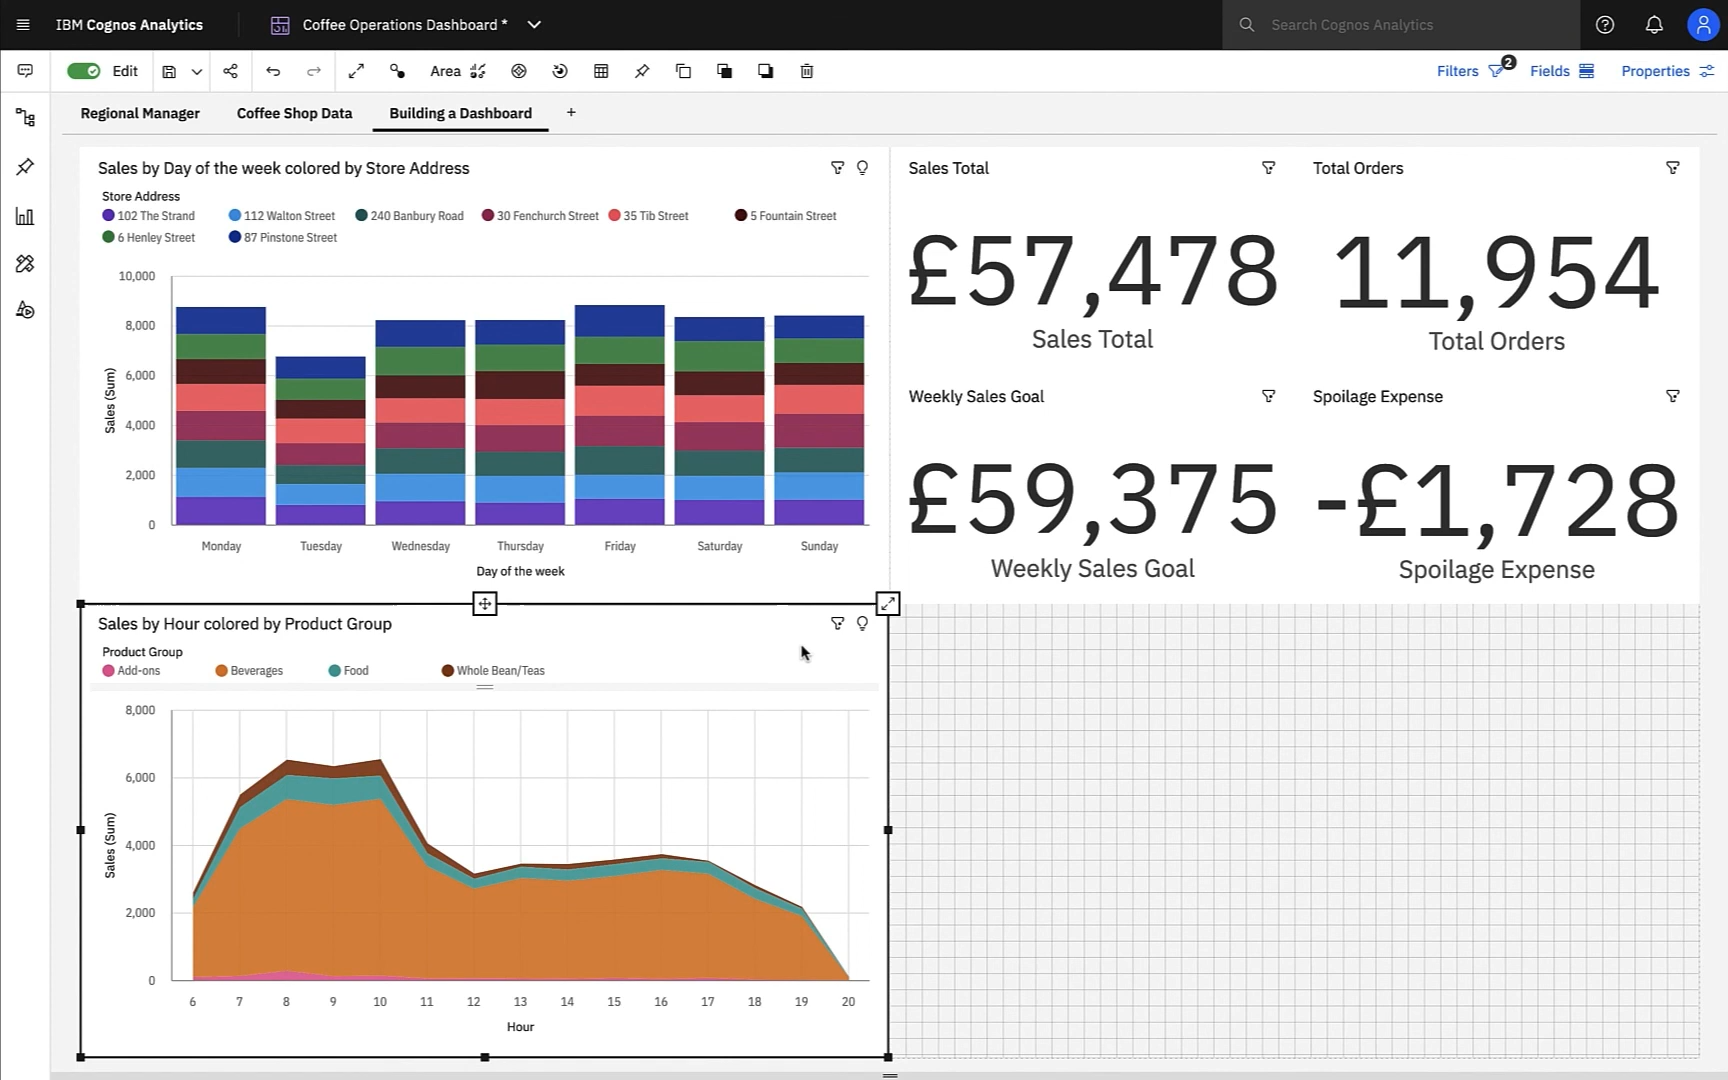 IBM Cognos Analytics
Coffee Operations Dashboard *
Search Cognos Analytics
Edit
Area
Filters 2
Fields
Properties
Regional Manager
Coffee Shop Data
Building a Dashboard
+
Sales by Day of the week colored by Store Address
Store Address
102 The Strand
112 Walton Street
240 Banbury Road
30 Fenchurch Street
35 Tib Street
5 Fountain Street
6 Henley Street
87 Pinstone Street
10,000
8,000
6,000
4,000
2,000
0
Sales (Sum)
Monday
Tuesday
Wednesday
Thursday
Friday
Saturday
Sunday
Day of the week
Sales Total
£57,478
Sales Total
Total Orders
11,954
Total Orders
Weekly Sales Goal
£59,375
Weekly Sales Goal
Spoilage Expense
-£1,728
Spoilage Expense
Sales by Hour colored by Product Group
Product Group
Add-ons
Beverages
Food
Whole Bean/Teas
8,000
6,000
4,000
2,000
0
Sales (Sum)
6 7 8 9 10 11 12 13 14 15 16 17 18 19 20
Hour